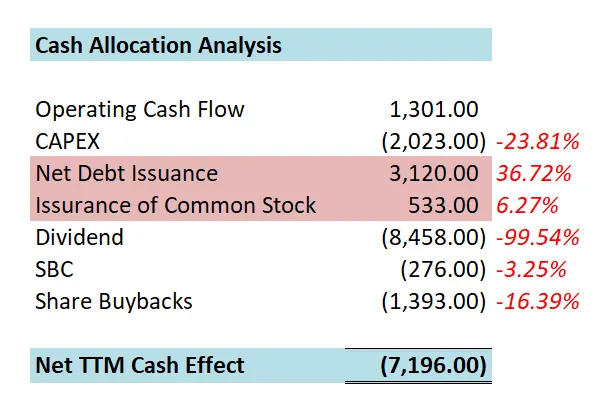 Cash Allocation Analysis
Operating Cash Flow 1,301.00
CAPEX (2,023.00) -23.81%
Net Debt Issuance 3,120.00 36.72%
Issurance of Common Stock 533.00 6.27%
Dividend (8,458.00) -99.54%
SBC (276.00) -3.25%
Share Buybacks (1,393.00) -16.39%
Net TTM Cash Effect (7,196.00)